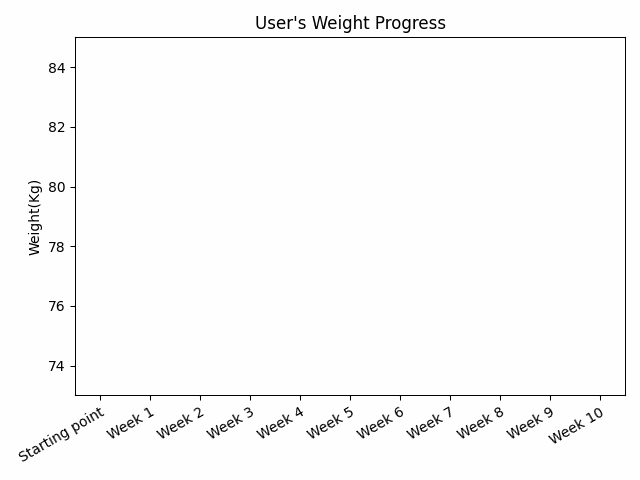 User's Weight Progress
Weight(Kg)
84
82
80
78
76
74
Starting point
Week 1
Week 2
Week 3
Week 4
Week 5
Week 6
Week 7
Week 8
Week 9
Week 10